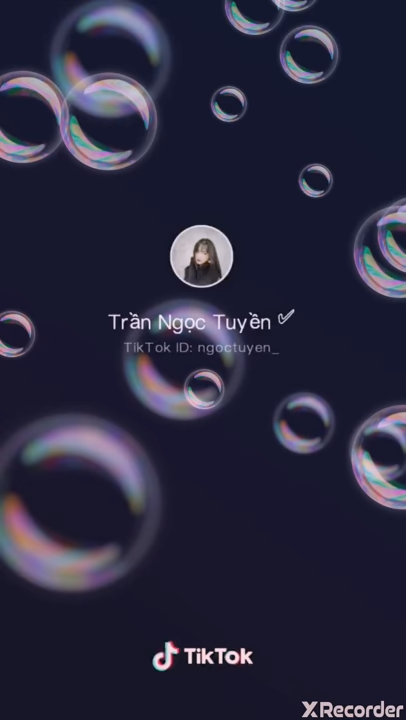 Trần Ngọc Tuyền ✓
TikTok ID: ngoctuyen_
TikTok
XRecorder